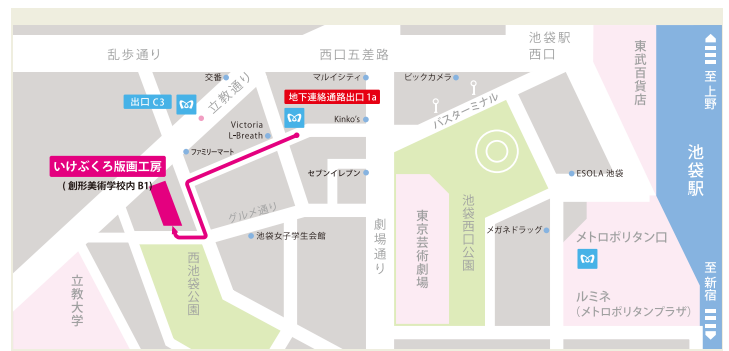 乱歩通り
西口五差路
池袋駅
西口
東武百貨店
至上野
交番
立教通り
マルイシティ
ビックカメラ
出口 C3
地下連絡通路出口 1a
バスターミナル
Victoria
L-Breath
Kinko's
ファミリーマート
いけぶくろ版画工房
( 創形美術学校内 B1)
セブンイレブン
ESOLA 池袋
池袋駅
グルメ通り
池袋女子学生会館
劇場通り
東京芸術劇場
池袋西口公園
メガネドラッグ
メトロポリタン口
西池袋公園
立教大学
ルミネ
(メトロポリタンプラザ)
至新宿